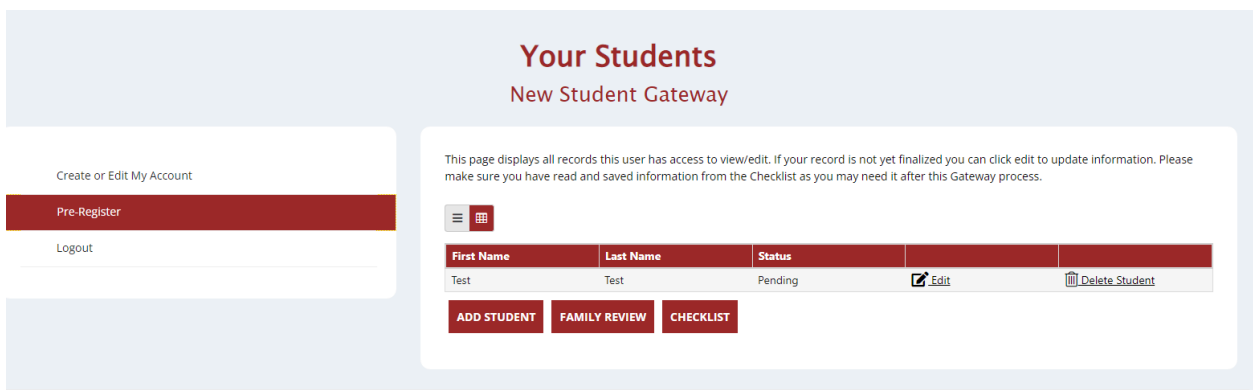 Your Students
New Student Gateway
Create or Edit My Account
Pre-Register
Logout
This page displays all records this user has access to view/edit. If your record is not yet finalized you can click edit to update information. Please
make sure you have read and saved information from the Checklist as you may need it after this Gateway process.
First Name Last Name Status
Test Test Pending Edit Delete Student
ADD STUDENT FAMILY REVIEW CHECKLIST